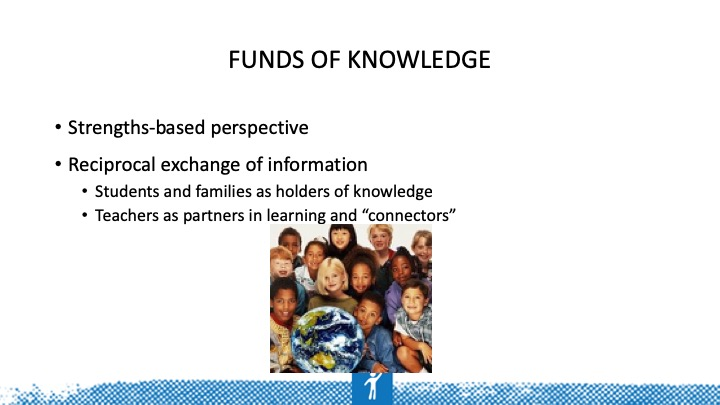 FUNDS OF KNOWLEDGE
• Strengths-based perspective
• Reciprocal exchange of information
• Students and families as holders of knowledge
• Teachers as partners in learning and “connectors”